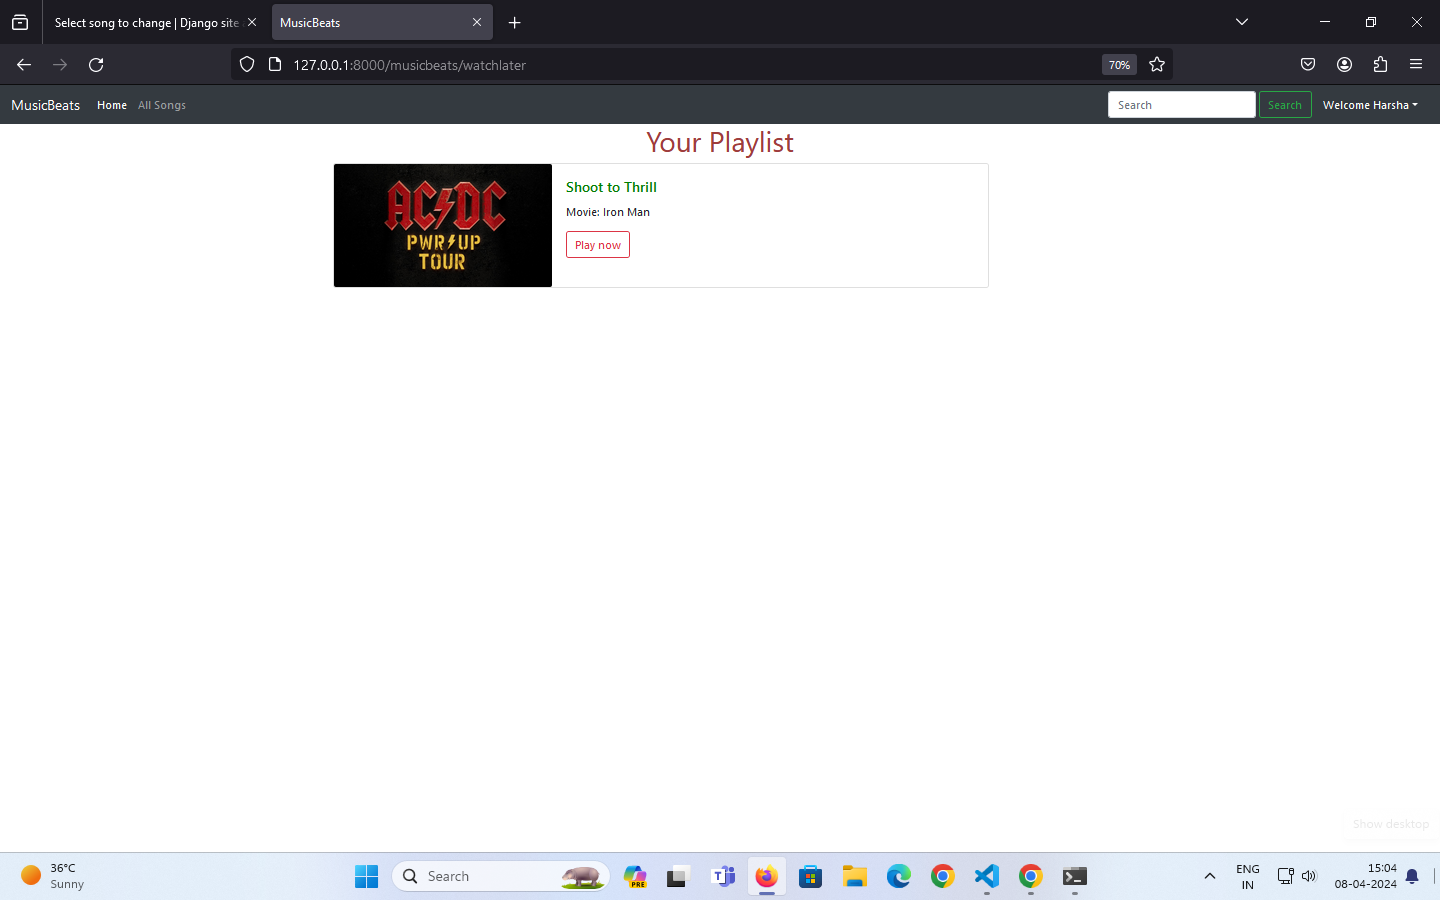 Select song to change | Django site
MusicBeats
127.0.0.1:8000/musicbeats/watchlater
70%
MusicBeats
Home
All Songs
Search
Search
Welcome Harsha
Your Playlist
AC DC
PWR UP
TOUR
Shoot to Thrill
Movie: Iron Man
Play now
Show desktop
36°C
Sunny
Search
PRE
ENG
IN
15:04
08-04-2024